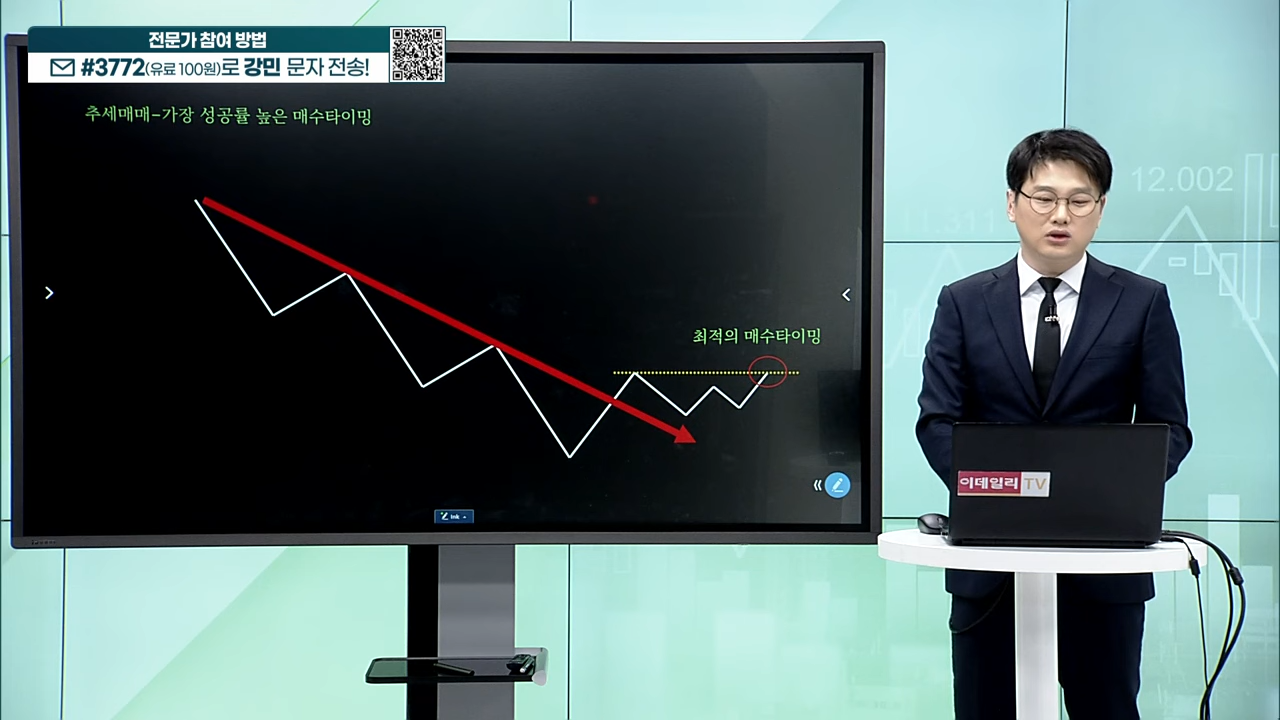 전문가 참여 방법
#3772(유료 100원)로 강민 문자 전송!
추세매매-가장 성공률 높은 매수타이밍
12.002
최적의 매수타이밍
Ink
이데일리TV